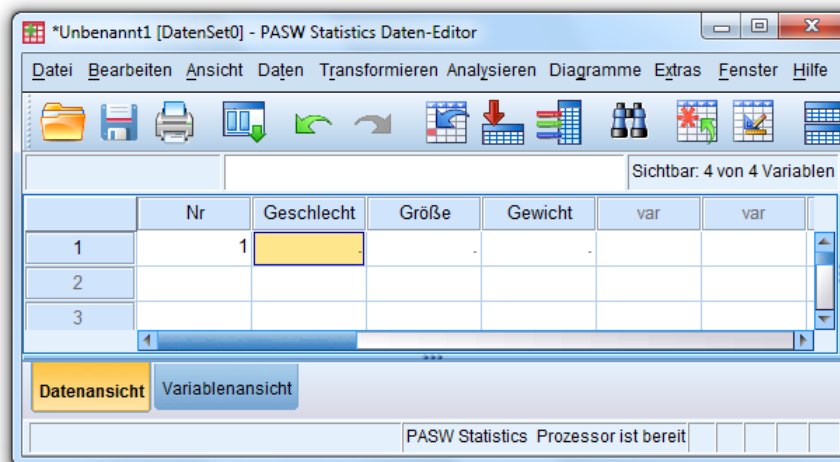 *Unbenannt1 [DatenSet0] - PASW Statistics Daten-Editor
Datei Bearbeiten Ansicht Daten Transformieren Analysieren Diagramme Extras Fenster Hilfe
Sichtbar: 4 von 4 Variablen
Nr Geschlecht Größe Gewicht var var
1 1 . . .
2
3
Datenansicht Variablenansicht
PASW Statistics Prozessor ist bereit